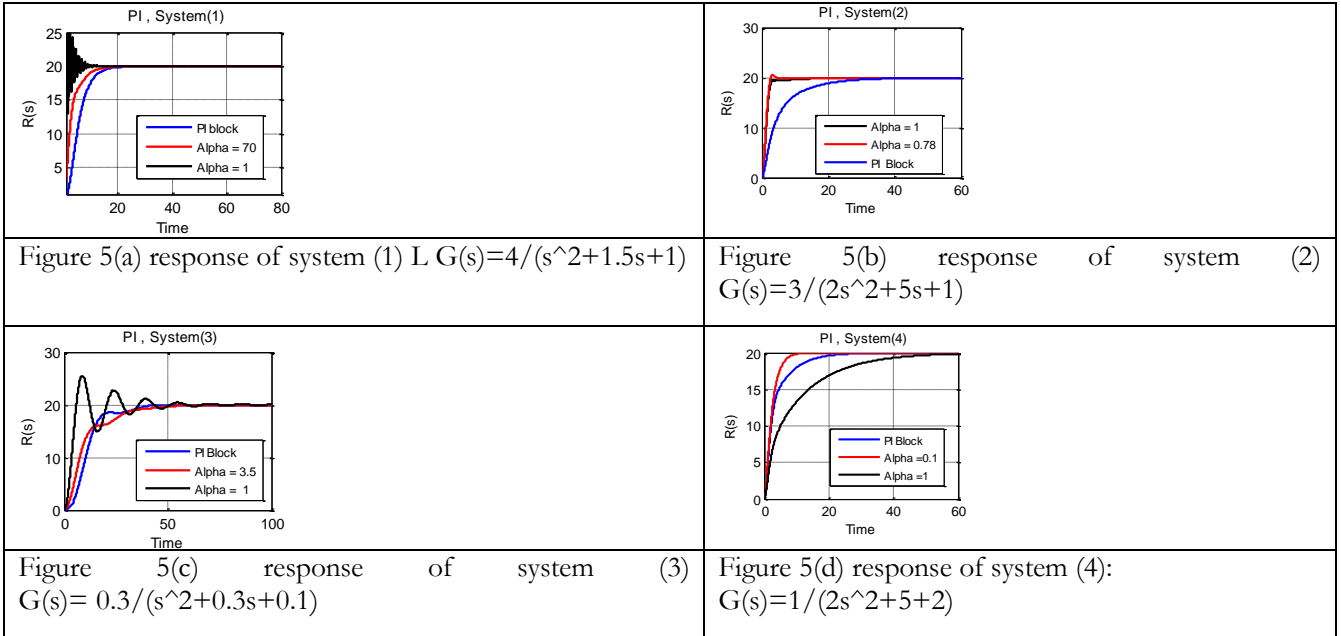 PI , System(1)
25
20
15
10
5
R(s)
PI block
Alpha = 70
Alpha = 1
20 40 60 80
Time
PI , System(2)
30
20
10
0
R(s)
Alpha = 1
Alpha = 0.78
PI Block
0 20 40 60
Time
Figure 5(a) response of system (1) L G(s)=4/(s^2+1.5s+1)
Figure 5(b) response of system (2)
G(s)=3/(2s^2+5s+1)
PI , System(3)
30
20
10
0
R(s)
PI Block
Alpha = 3.5
Alpha = 1
0 50 100
Time
PI , System(4)
20
15
10
5
0
R(s)
PI Block
Alpha =0.1
Alpha =1
0 20 40 60
Time
Figure 5(c) response of system (3)
G(s)= 0.3/(s^2+0.3s+0.1)
Figure 5(d) response of system (4):
G(s)=1/(2s^2+5+2)